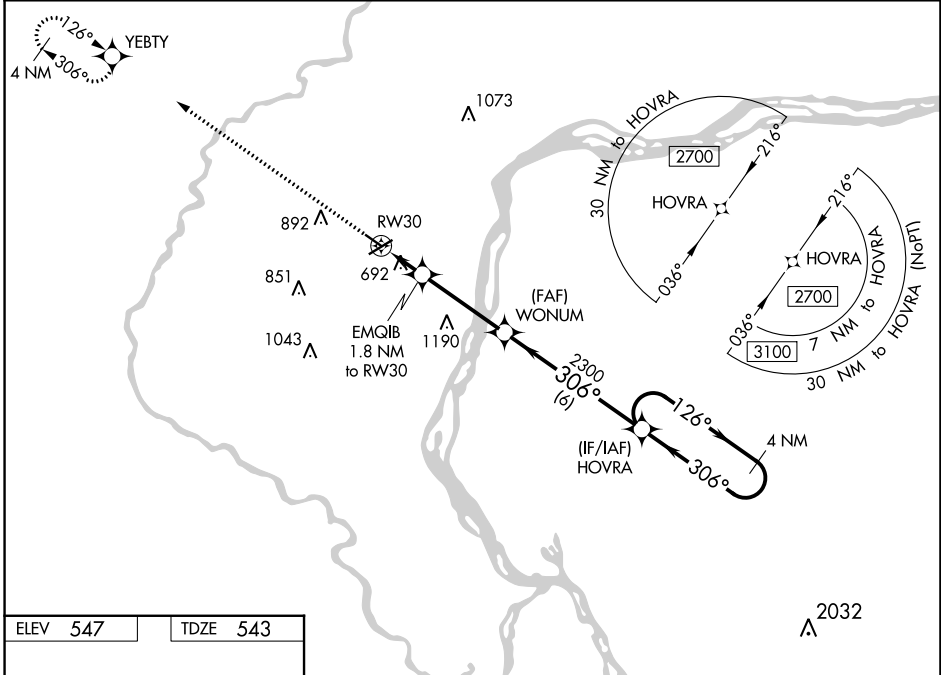 126°
YEBTY
306°
4 NM
1073
30 NM to HOVRA
2700
216°
HOVRA
036°
216°
HOVRA
2700
036°
3100
7 NM to HOVRA
30 NM to HOVRA (NoPT)
892
RW30
692
851
EMQIB
1.8 NM
to RW30
1043
1190
(FAF)
WONUM
2300
306°
(6)
126°
4 NM
(IF/IAF)
HOVRA
306°
2032
ELEV 547
TDZE 543